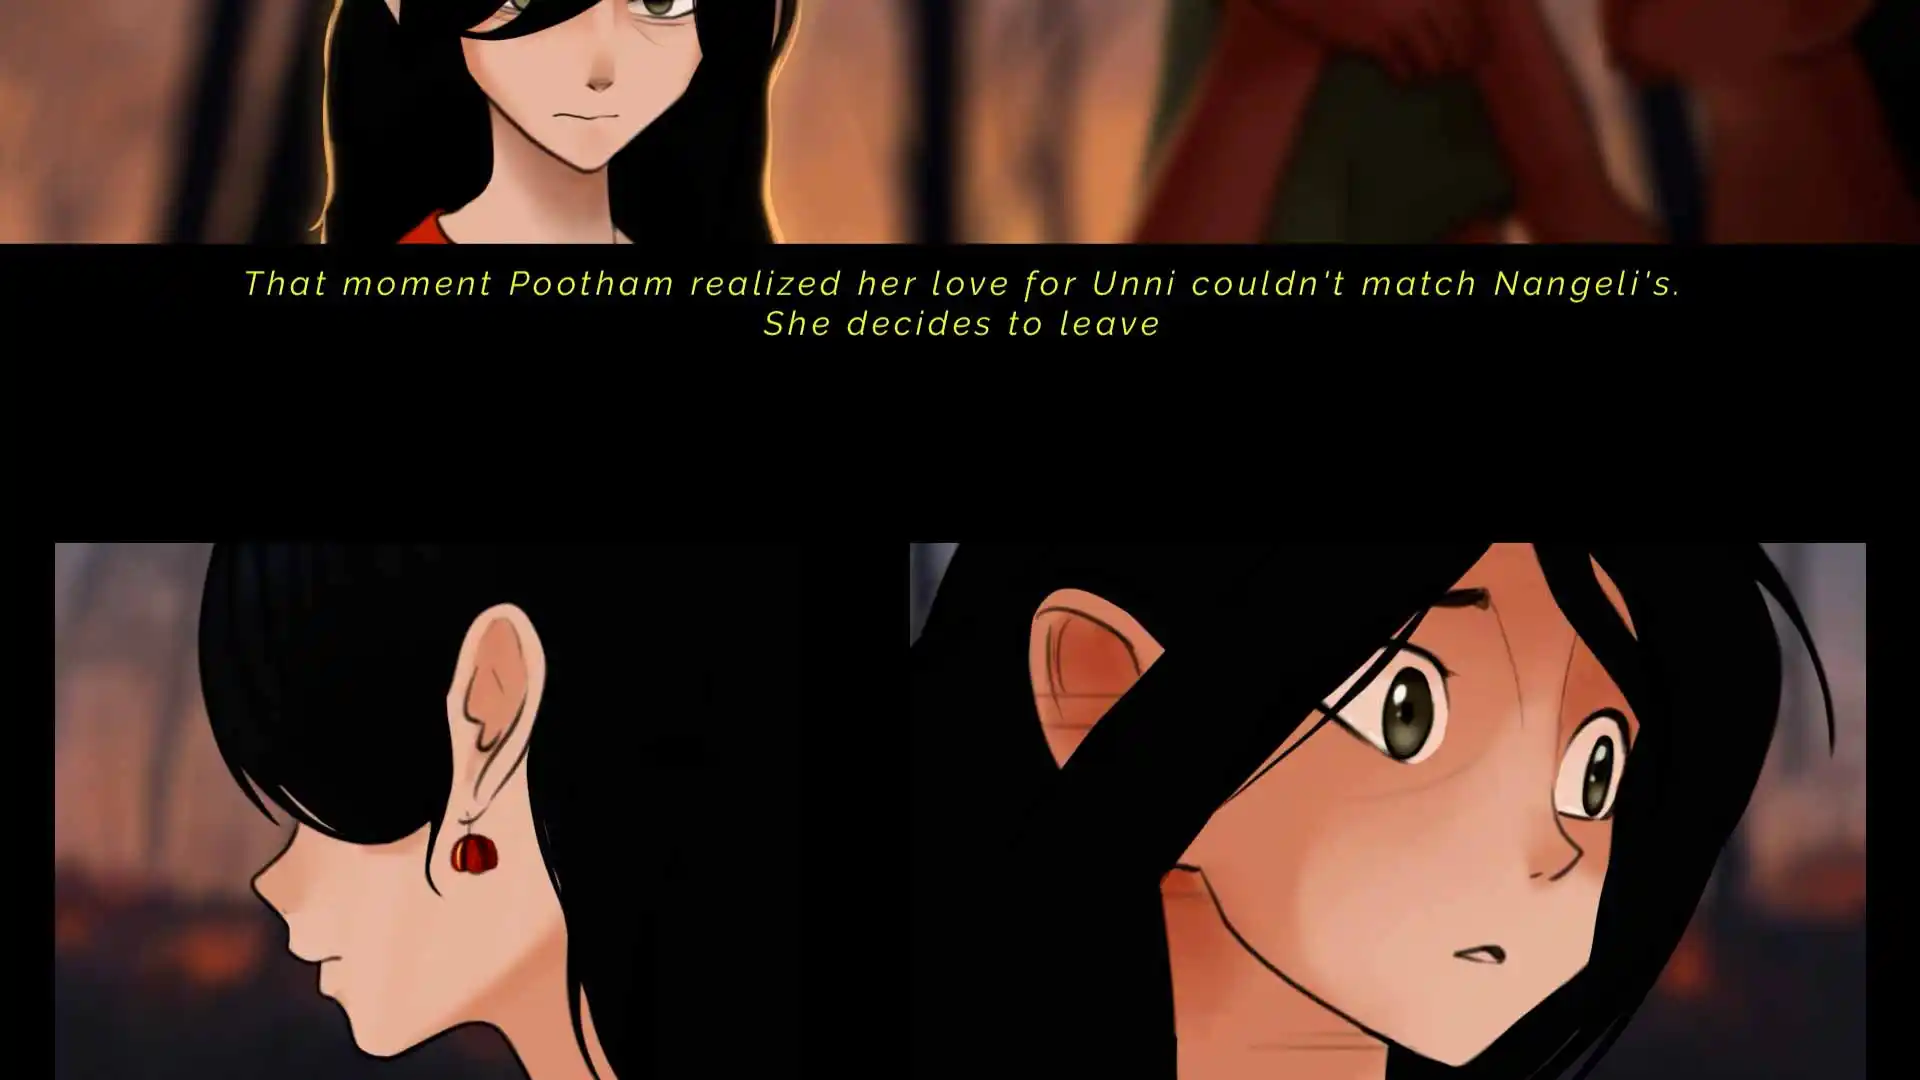 That moment Pootham realized her love for Unni couldn't match Nangeli's.
She decides to leave